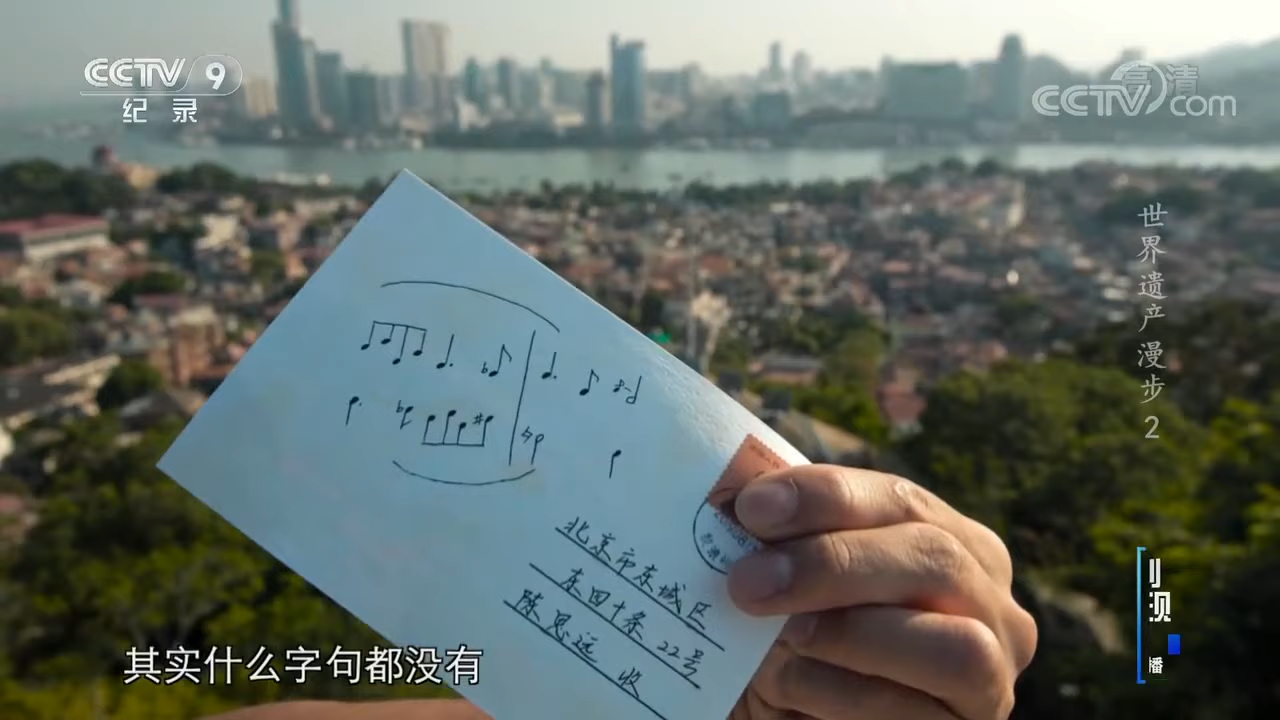 CCTV 9
纪录
高清
CCTV com
世界遗产漫步2
北京市东城区
东四十条22号
陈思远 收
其实什么字句都没有
播